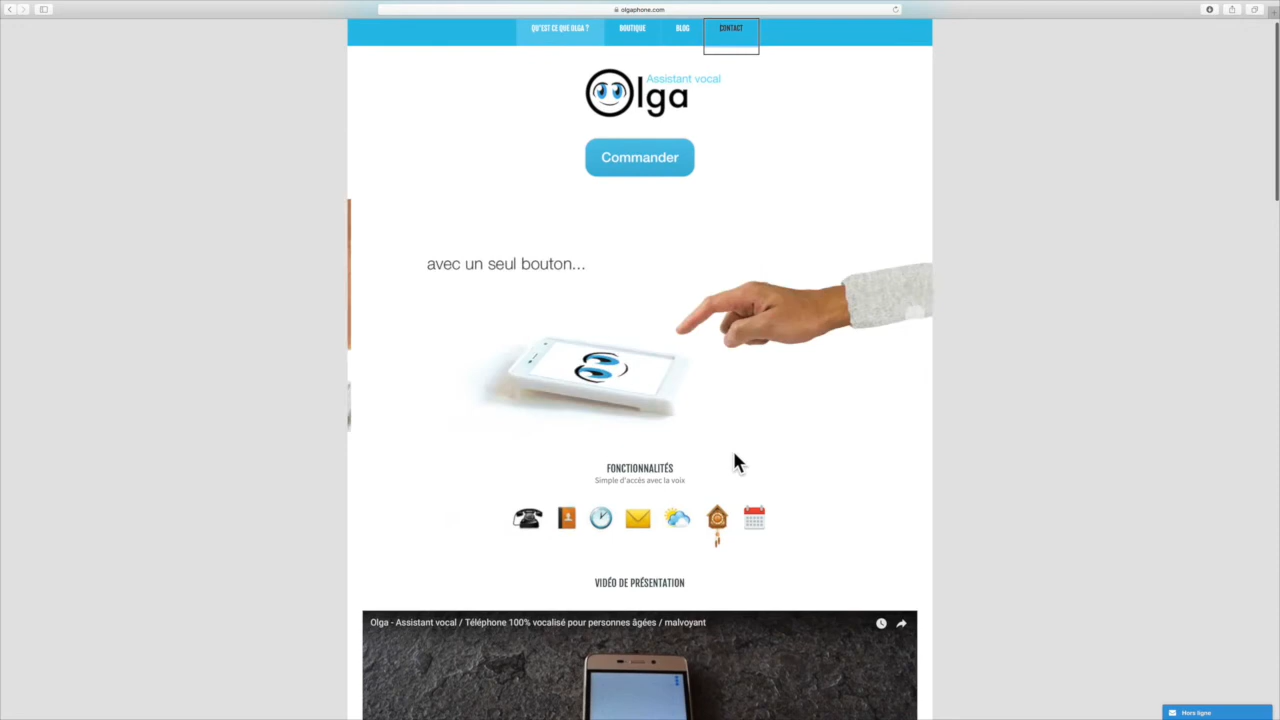 olgaphone.com
QU'EST CE QUE OLGA ?
BOUTIQUE
BLOG
CONTACT
Assistant vocal
Olga
Commander
avec un seul bouton...
FONCTIONNALITÉS
Simple d'accès avec la voix
VIDÉO DE PRÉSENTATION
Olga - Assistant vocal / Téléphone 100% vocalisé pour personnes âgées / malvoyant
Hors ligne